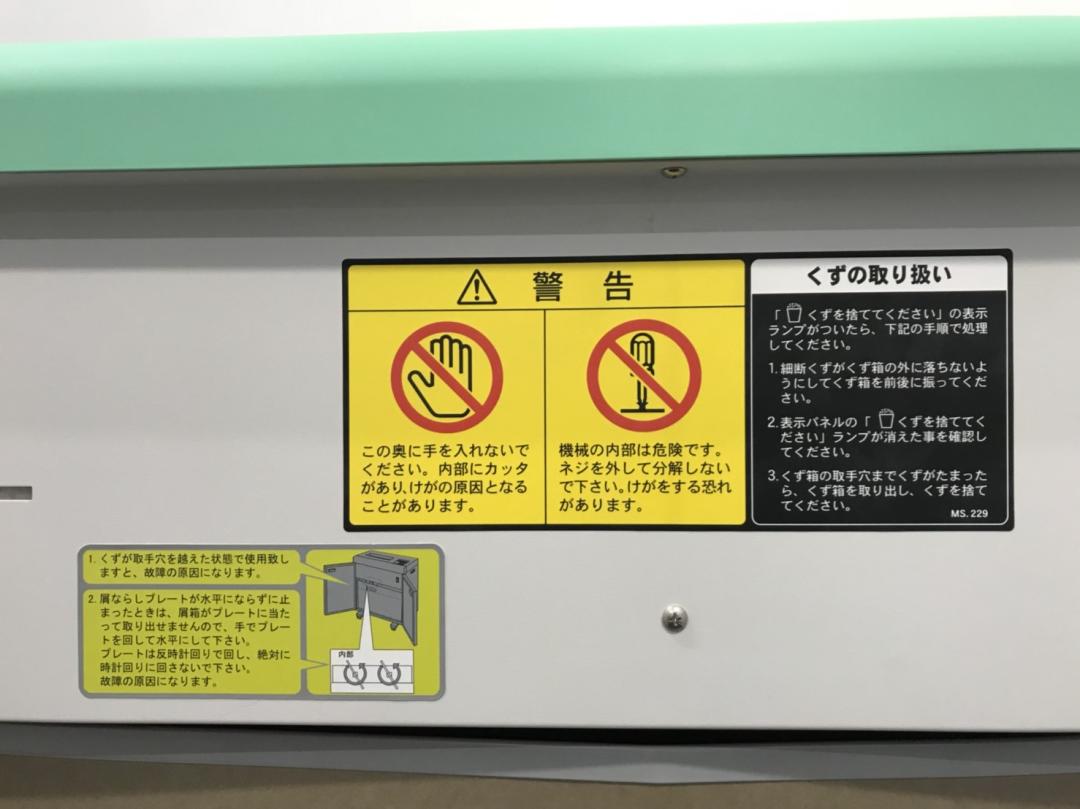 警告
この奥に手を入れないで
ください。内部にカッタ
があり、けがの原因となる
ことがあります。
機械の内部は危険です。
ネジを外して分解しない
で下さい。けがをする恐れ
があります。
くずの取り扱い
「くずを捨ててください」の表示
ランプがついたら、下記の手順で処理
してください。
1.細断くずがくず箱の外に落ちないよ
うにしてくず箱を前後に振ってくだ
さい。
2.表示パネルの「くずを捨ててく
ださい」ランプが消えた事を確認し
てください。
3.くず箱の取手穴までくずがたまった
ら、くず箱を取り出し、くずを捨て
てください。
MS.229
1.くずが取手穴を越えた状態で使用致し
ますと、故障の原因になります。
2.屑ならしプレートが水平にならずに止
まったときは、屑箱がプレートに当た
って取り出せませんので、手でプレー
トを回して水平にして下さい。
プレートは反時計回りで回し、絶対に
時計回りに回さないで下さい。
故障の原因になります。
内部